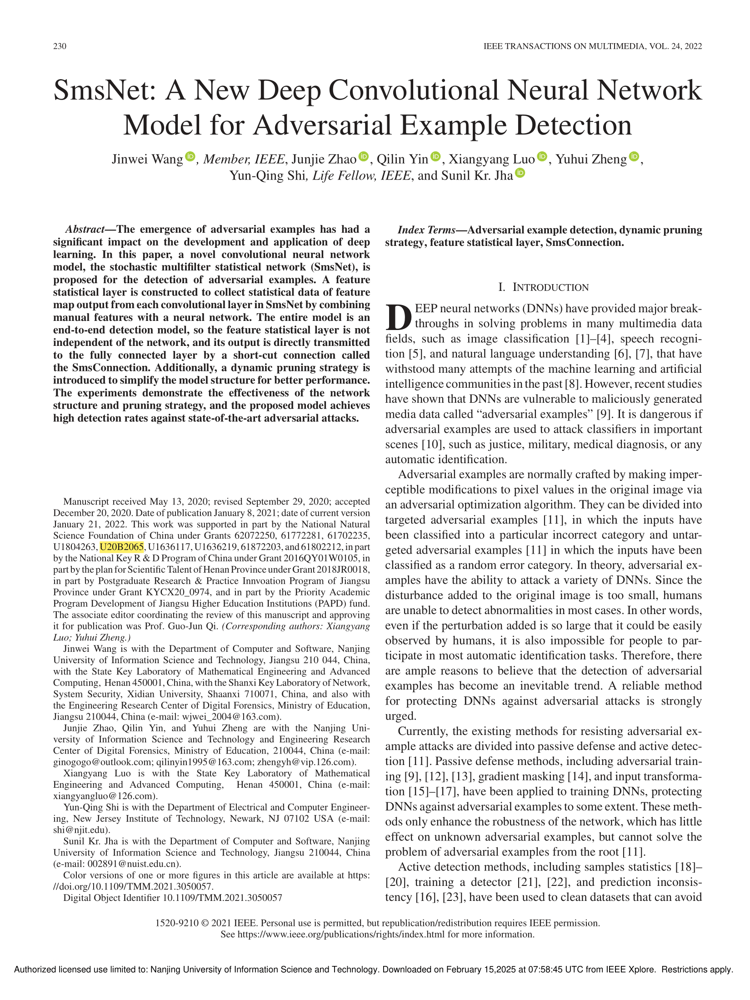 230
IEEE TRANSACTIONS ON MULTIMEDIA, VOL. 24, 2022
SmsNet: A New Deep Convolutional Neural Network
Model for Adversarial Example Detection
Jinwei Wang, Member, IEEE, Junjie Zhao, Qilin Yin, Xiangyang Luo, Yuhui Zheng,
Yun-Qing Shi, Life Fellow, IEEE, and Sunil Kr. Jha
Abstract—The emergence of adversarial examples has had a
significant impact on the development and application of deep
learning. In this paper, a novel convolutional neural network
model, the stochastic multifilter statistical network (SmsNet), is
proposed for the detection of adversarial examples. A feature
statistical layer is constructed to collect statistical data of feature
map output from each convolutional layer in SmsNet by combining
manual features with a neural network. The entire model is an
end-to-end detection model, so the feature statistical layer is not
independent of the network, and its output is directly transmitted
to the fully connected layer by a short-cut connection called
the SmsConnection. Additionally, a dynamic pruning strategy is
introduced to simplify the model structure for better performance.
The experiments demonstrate the effectiveness of the network
structure and pruning strategy, and the proposed model achieves
high detection rates against state-of-the-art adversarial attacks.
Manuscript received May 13, 2020; revised September 29, 2020; accepted
December 20, 2020. Date of publication January 8, 2021; date of current version
January 21, 2022. This work was supported in part by the National Natural
Science Foundation of China under Grants 62072250, 61772281, 61702235,
U1804263, U20B2065, U1636117, U1636219, 61872203, and 61802212, in part
by the National Key R & D Program of China under Grant 2016QY01W0105, in
part by the plan for Scientific Talent of Henan Province under Grant 2018JR0018,
in part by Postgraduate Research & Practice Innvoation Program of Jiangsu
Province under Grant KYCX20_0974, and in part by the Priority Academic
Program Development of Jiangsu Higher Education Institutions (PAPD) fund.
The associate editor coordinating the review of this manuscript and approving
it for publication was Prof. Guo-Jun Qi. (Corresponding authors: Xiangyang
Luo; Yuhui Zheng.)
Jinwei Wang is with the Department of Computer and Software, Nanjing
University of Information Science and Technology, Jiangsu 210 044, China,
with the State Key Laboratory of Mathematical Engineering and Advanced
Computing, Henan 450001, China, with the Shanxi Key Laboratory of Network,
System Security, Xidian University, Shaanxi 710071, China, and also with
the Engineering Research Center of Digital Forensics, Ministry of Education,
Jiangsu 210044, China (e-mail: wjwei_2004@163.com).
Junjie Zhao, Qilin Yin, and Yuhui Zheng are with the Nanjing Uni-
versity of Information Science and Technology and Engineering Research
Center of Digital Forensics, Ministry of Education, 210044, China (e-mail:
ginogogo@outlook.com; qilinyin1995@163.com; zhengyh@vip.126.com).
Xiangyang Luo is with the State Key Laboratory of Mathematical
Engineering and Advanced Computing, Henan 450001, China (e-mail:
xiangyangluo@126.com).
Yun-Qing Shi is with the Department of Electrical and Computer Engineer-
ing, New Jersey Institute of Technology, Newark, NJ 07102 USA (e-mail:
shi@njit.edu).
Sunil Kr. Jha is with the Department of Computer and Software, Nanjing
University of Information Science and Technology, Jiangsu 210044, China
(e-mail: 002891@nuist.edu.cn).
Color versions of one or more figures in this article are available at https:
//doi.org/10.1109/TMM.2021.3050057.
Digital Object Identifier 10.1109/TMM.2021.3050057
Index Terms—Adversarial example detection, dynamic pruning
strategy, feature statistical layer, SmsConnection.
I. INTRODUCTION
DEEP neural networks (DNNs) have provided major break-
throughs in solving problems in many multimedia data
fields, such as image classification [1]–[4], speech recogni-
tion [5], and natural language understanding [6], [7], that have
withstood many attempts of the machine learning and artificial
intelligence communities in the past [8]. However, recent studies
have shown that DNNs are vulnerable to maliciously generated
media data called “adversarial examples” [9]. It is dangerous if
adversarial examples are used to attack classifiers in important
scenes [10], such as justice, military, medical diagnosis, or any
automatic identification.
Adversarial examples are normally crafted by making imper-
ceptible modifications to pixel values in the original image via
an adversarial optimization algorithm. They can be divided into
targeted adversarial examples [11], in which the inputs have
been classified into a particular incorrect category and untar-
geted adversarial examples [11] in which the inputs have been
classified as a random error category. In theory, adversarial ex-
amples have the ability to attack a variety of DNNs. Since the
disturbance added to the original image is too small, humans
are unable to detect abnormalities in most cases. In other words,
even if the perturbation added is so large that it could be easily
observed by humans, it is also impossible for people to par-
ticipate in most automatic identification tasks. Therefore, there
are ample reasons to believe that the detection of adversarial
examples has become an inevitable trend. A reliable method
for protecting DNNs against adversarial attacks is strongly
urged.
Currently, the existing methods for resisting adversarial ex-
ample attacks are divided into passive defense and active detec-
tion [11]. Passive defense methods, including adversarial train-
ing [9], [12], [13], gradient masking [14], and input transforma-
tion [15]–[17], have been applied to training DNNs, protecting
DNNs against adversarial examples to some extent. These meth-
ods only enhance the robustness of the network, which has little
effect on unknown adversarial examples, but cannot solve the
problem of adversarial examples from the root [11].
Active detection methods, including samples statistics [18]–
[20], training a detector [21], [22], and prediction inconsis-
tency [16], [23], have been used to clean datasets that can avoid
1520-9210 © 2021 IEEE. Personal use is permitted, but republication/redistribution requires IEEE permission.
See https://www.ieee.org/publications/rights/index.html for more information.
Authorized licensed use limited to: Nanjing University of Information Science and Technology. Downloaded on February 15,2025 at 07:58:45 UTC from IEEE Xplore. Restrictions apply.